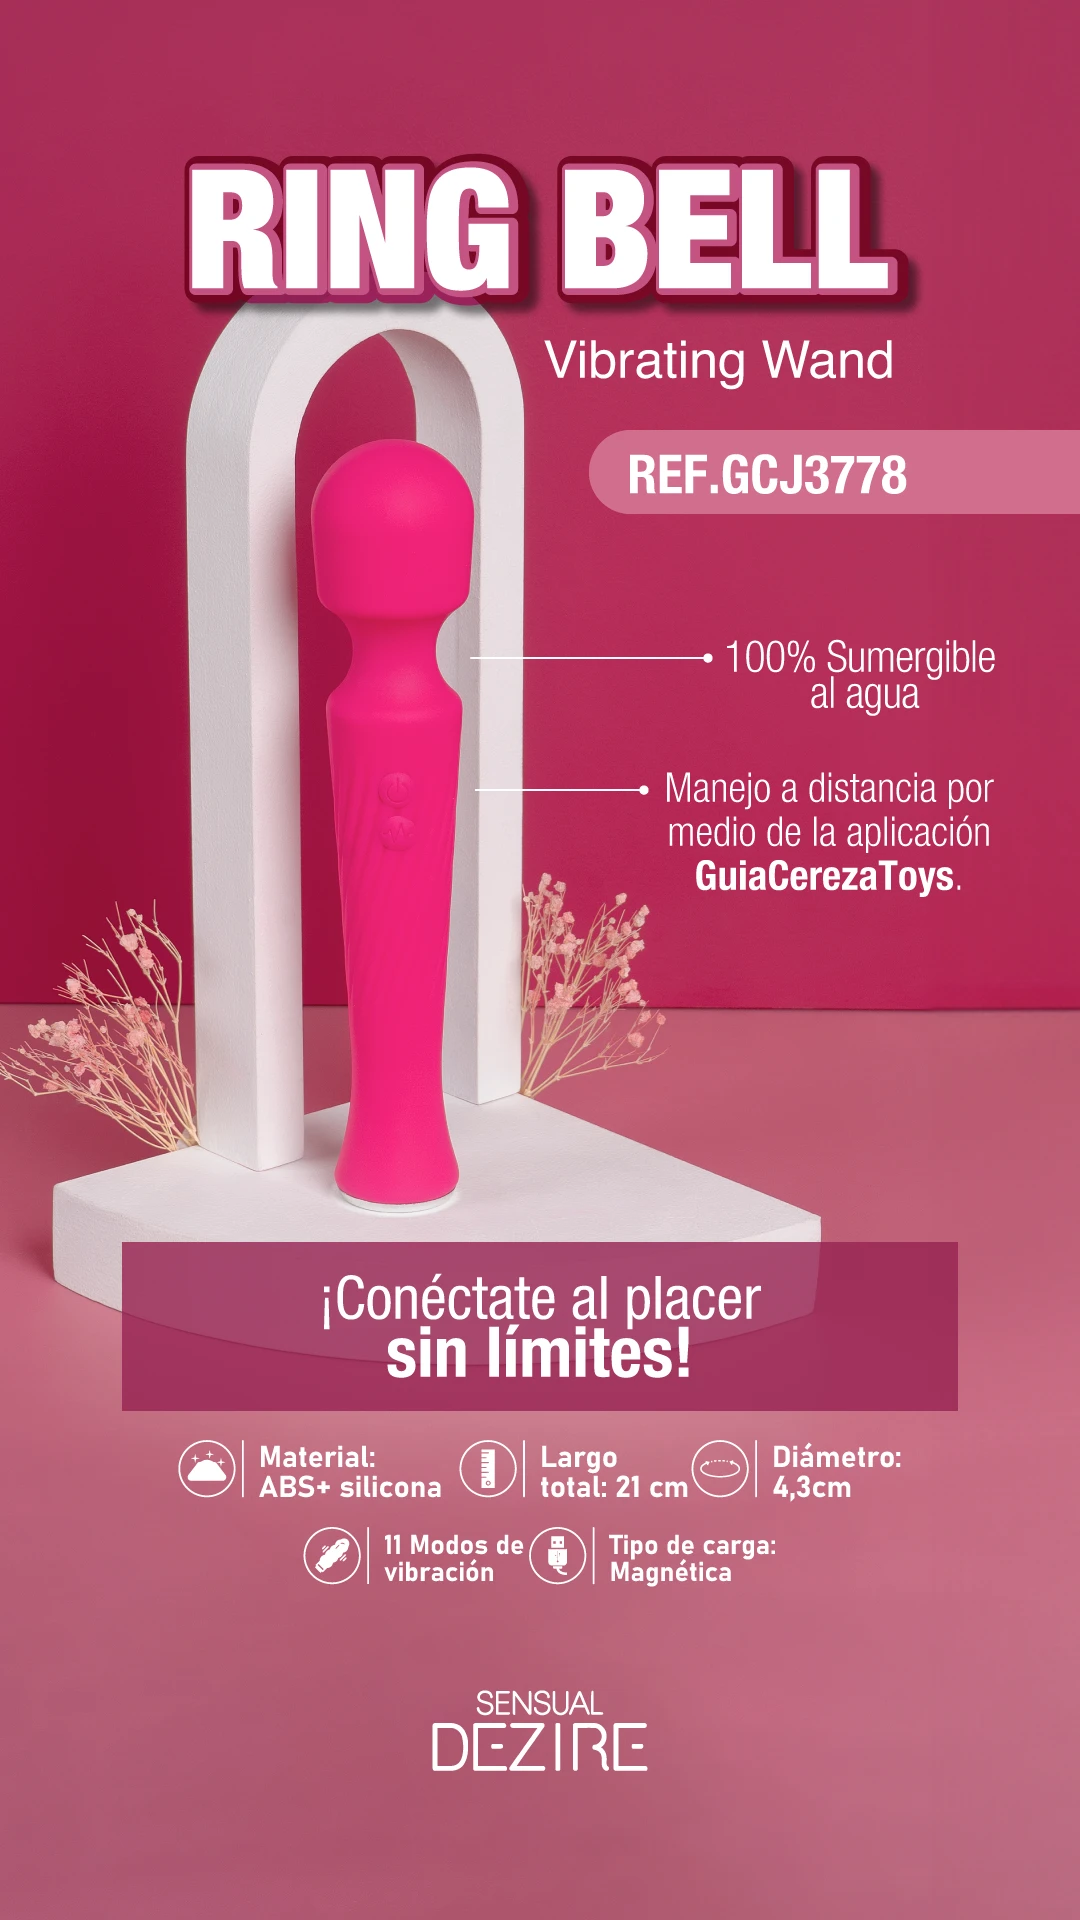 RING BELL
Vibrating Wand
REF.GCJ3778
100% Sumergible
al agua
Manejo a distancia por
medio de la aplicación
GuiaCerezaToys.
¡Conéctate al placer
sin límites!
Material:
ABS+ silicona
Largo
total: 21 cm
Diámetro:
4,3cm
11 Modos de
vibración
Tipo de carga:
Magnética
SENSUAL
DEZIRE